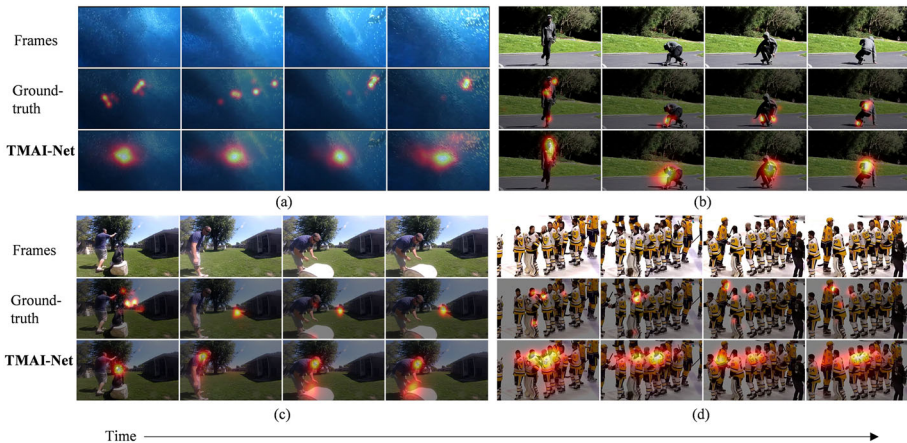 Frames
Ground-
truth
TMAI-Net
(a)
(b)
Frames
Ground-
truth
TMAI-Net
(c)
(d)
Time